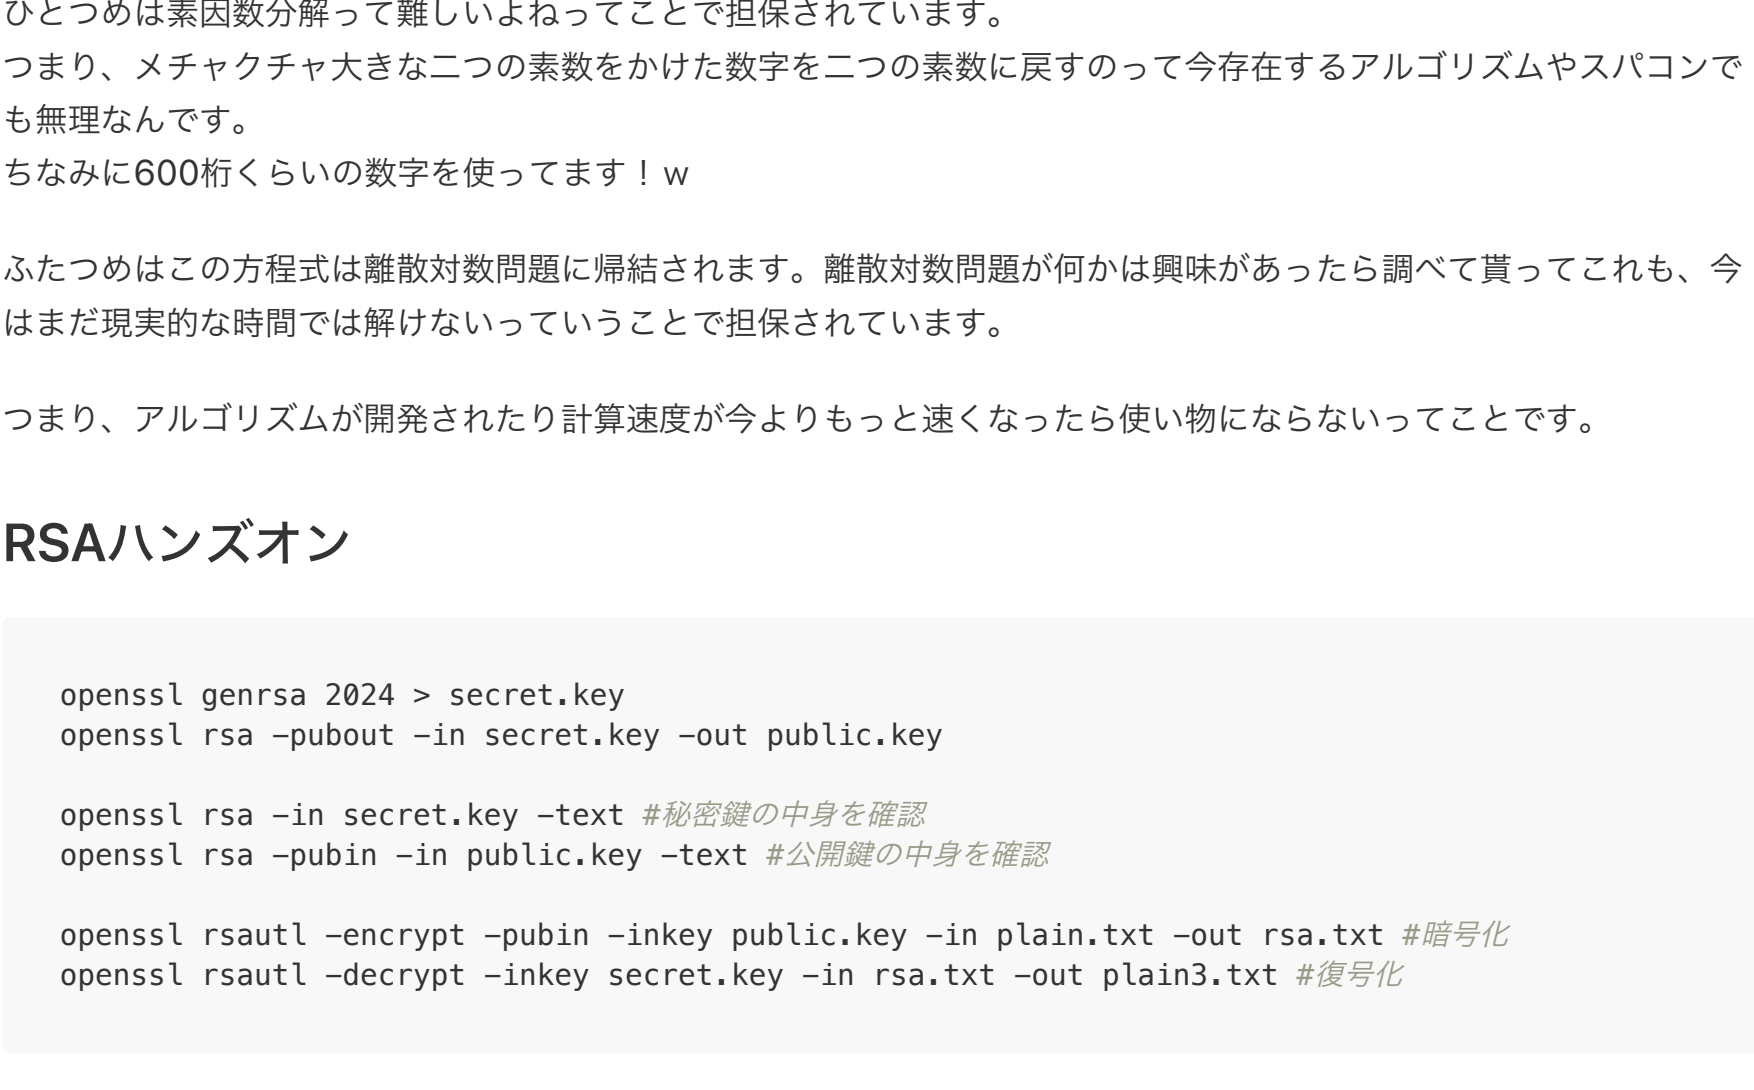 ひとつめは素因数分解って難しいよねってことで担保されています。
つまり、メチャクチャ大きな二つの素数をかけた数字を二つの素数に戻すのって今存在するアルゴリズムやスパコンで
も無理なんです。
ちなみに600桁くらいの数字を使ってます！w
ふたつめはこの方程式は離散対数問題に帰結されます。離散対数問題が何かは興味があったら調べて貰ってこれも、今
はまだ現実的な時間では解けないっていうことで担保されています。
つまり、アルゴリズムが開発されたり計算速度が今よりもっと速くなったら使い物にならないってことです。
RSAハンズオン
openssl genrsa 2024 > secret.key
openssl rsa -pubout -in secret.key -out public.key
openssl rsa -in secret.key -text #秘密鍵の中身を確認
openssl rsa -pubin -in public.key -text #公開鍵の中身を確認
openssl rsautl -encrypt -pubin -inkey public.key -in plain.txt -out rsa.txt #暗号化
openssl rsautl -decrypt -inkey secret.key -in rsa.txt -out plain3.txt #復号化